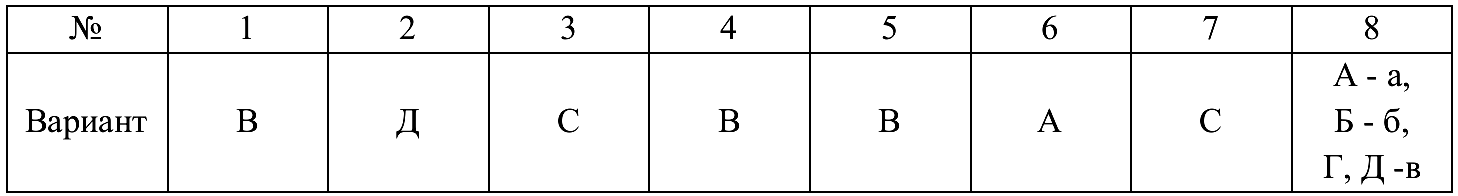 № 1 2 3 4 5 6 7 8
Вариант В Д С В В А С А - а,
Б - б,
Г, Д -в